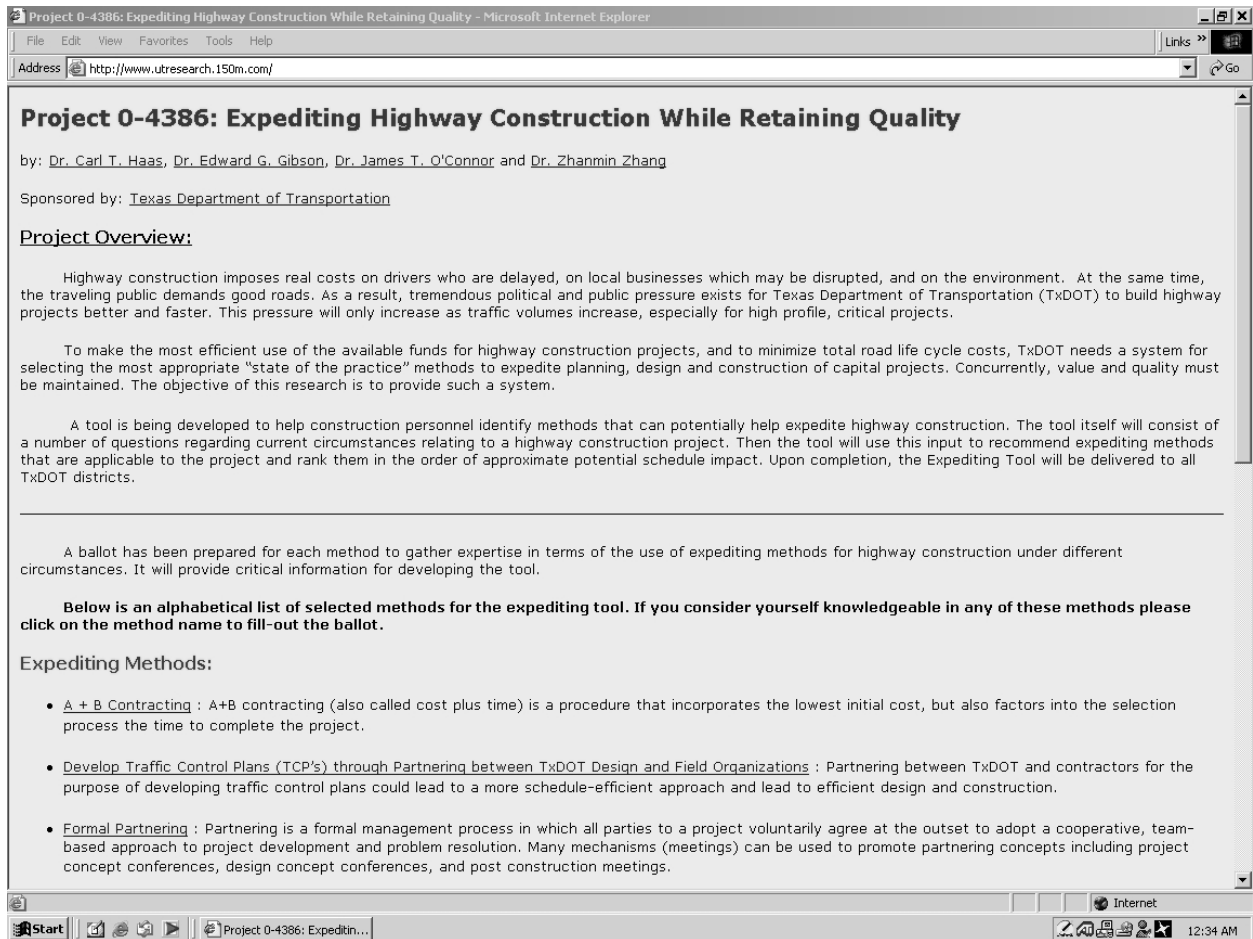 Project 0-4386: Expediting Highway Construction While Retaining Quality - Microsoft Internet Explorer
File Edit View Favorites Tools Help
Links »
Address http://www.utresearch.150m.com/
Go
Project 0-4386: Expediting Highway Construction While Retaining Quality
by: Dr. Carl T. Haas, Dr. Edward G. Gibson, Dr. James T. O'Connor and Dr. Zhanmin Zhang
Sponsored by: Texas Department of Transportation
Project Overview:
Highway construction imposes real costs on drivers who are delayed, on local businesses which may be disrupted, and on the environment. At the same time,
the traveling public demands good roads. As a result, tremendous political and public pressure exists for Texas Department of Transportation (TxDOT) to build highway
projects better and faster. This pressure will only increase as traffic volumes increase, especially for high profile, critical projects.
To make the most efficient use of the available funds for highway construction projects, and to minimize total road life cycle costs, TxDOT needs a system for
selecting the most appropriate "state of the practice" methods to expedite planning, design and construction of capital projects. Concurrently, value and quality must
be maintained. The objective of this research is to provide such a system.
A tool is being developed to help construction personnel identify methods that can potentially help expedite highway construction. The tool itself will consist of
a number of questions regarding current circumstances relating to a highway construction project. Then the tool will use this input to recommend expediting methods
that are applicable to the project and rank them in the order of approximate potential schedule impact. Upon completion, the Expediting Tool will be delivered to all
TxDOT districts.
A ballot has been prepared for each method to gather expertise in terms of the use of expediting methods for highway construction under different
circumstances. It will provide critical information for developing the tool.
Below is an alphabetical list of selected methods for the expediting tool. If you consider yourself knowledgeable in any of these methods please
click on the method name to fill-out the ballot.
Expediting Methods:
• A + B Contracting : A+B contracting (also called cost plus time) is a procedure that incorporates the lowest initial cost, but also factors into the selection
process the time to complete the project.
• Develop Traffic Control Plans (TCP's) through Partnering between TxDOT Design and Field Organizations : Partnering between TxDOT and contractors for the
purpose of developing traffic control plans could lead to a more schedule-efficient approach and lead to efficient design and construction.
• Formal Partnering : Partnering is a formal management process in which all parties to a project voluntarily agree at the outset to adopt a cooperative, team-
based approach to project development and problem resolution. Many mechanisms (meetings) can be used to promote partnering concepts including project
concept conferences, design concept conferences, and post construction meetings.
Internet
Start
Project 0-4386: Expeditin...
12:34 AM